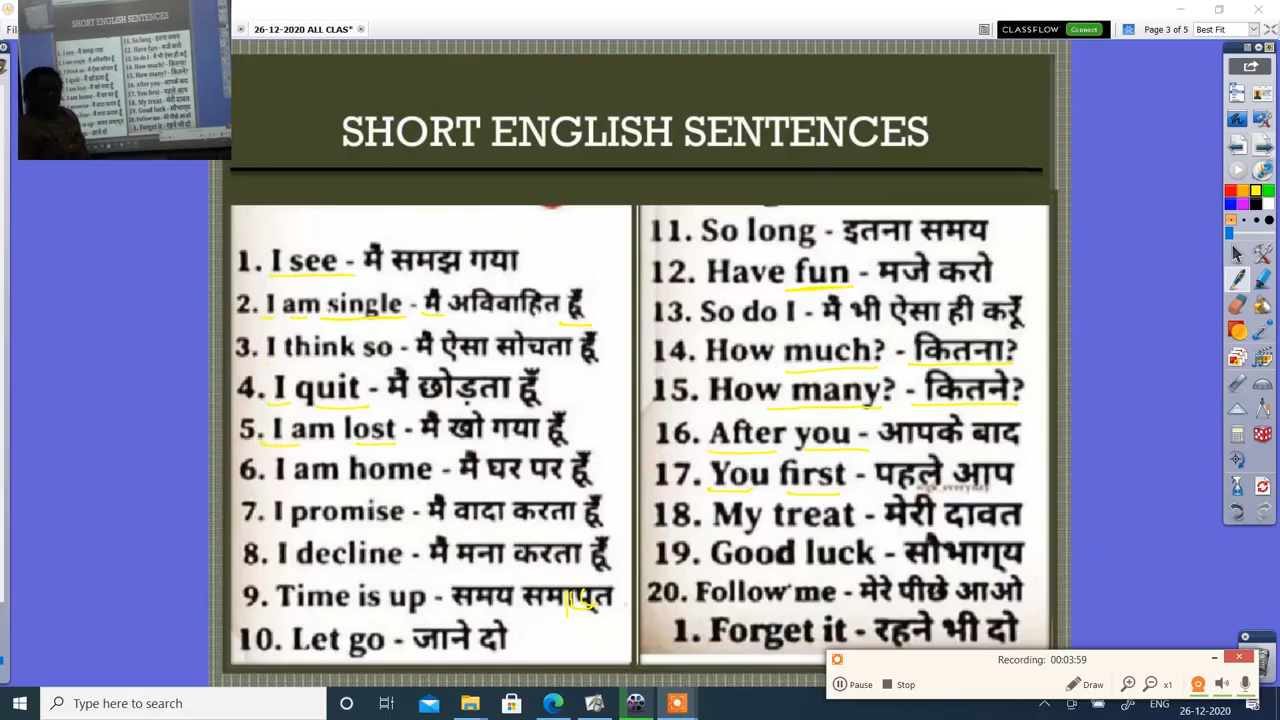 26-12-2020 ALL CLAS*
CLASSFLOW Connect
Page 3 of 5
Best Fit
SHORT ENGLISH SENTENCES
1. I see - मैं समझ गया
2. I am single - मैं अविवाहित हूँ
3. I think so - मैं ऐसा सोचता हूँ
4. I quit - मैं छोड़ता हूँ
5. I am lost - मैं खो गया हूँ
6. I am home - मैं घर पर हूँ
7. I promise - मैं वादा करता हूँ
8. I decline - मैं मना करता हूँ
9. Time is up - समय समाप्त
10. Let go - जाने दो
11. So long - इतना समय
12. Have fun - मजे करो
13. So do I - मैं भी ऐसा ही करूँ
14. How much? - कितना?
15. How many? - कितने?
16. After you - आपके बाद
17. You first - पहले आप
18. My treat - मेरी दावत
19. Good luck - सौभाग्य
20. Follow me - मेरे पीछे आओ
1. Forget it - रहने भी दो
Recording: 00:03:59
Pause
Stop
Draw
x1
Type here to search
ENG
11:59
26-12-2020
SHORT ENGLISH SENTENCES